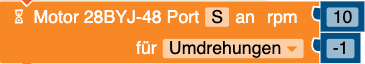 Motor 28BYJ-48 Port S an rpm 10
für Umdrehungen -1